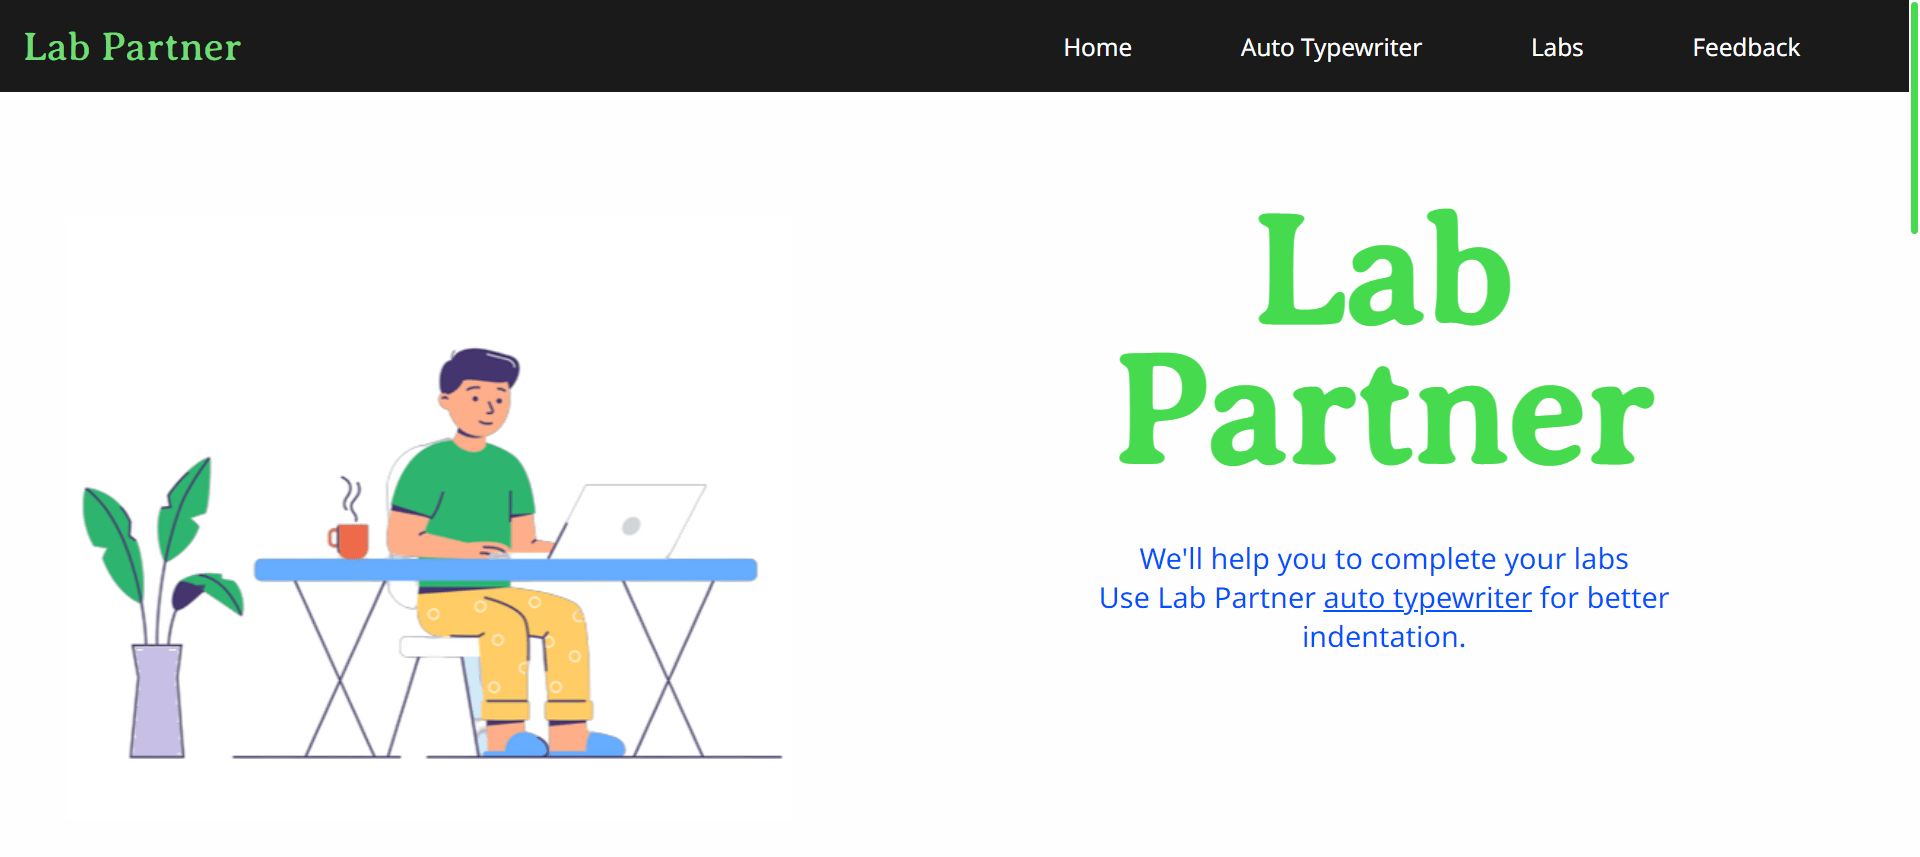 Lab Partner
Home Auto Typewriter Labs Feedback
Lab
Partner
We'll help you to complete your labs
Use Lab Partner auto typewriter for better
indentation.